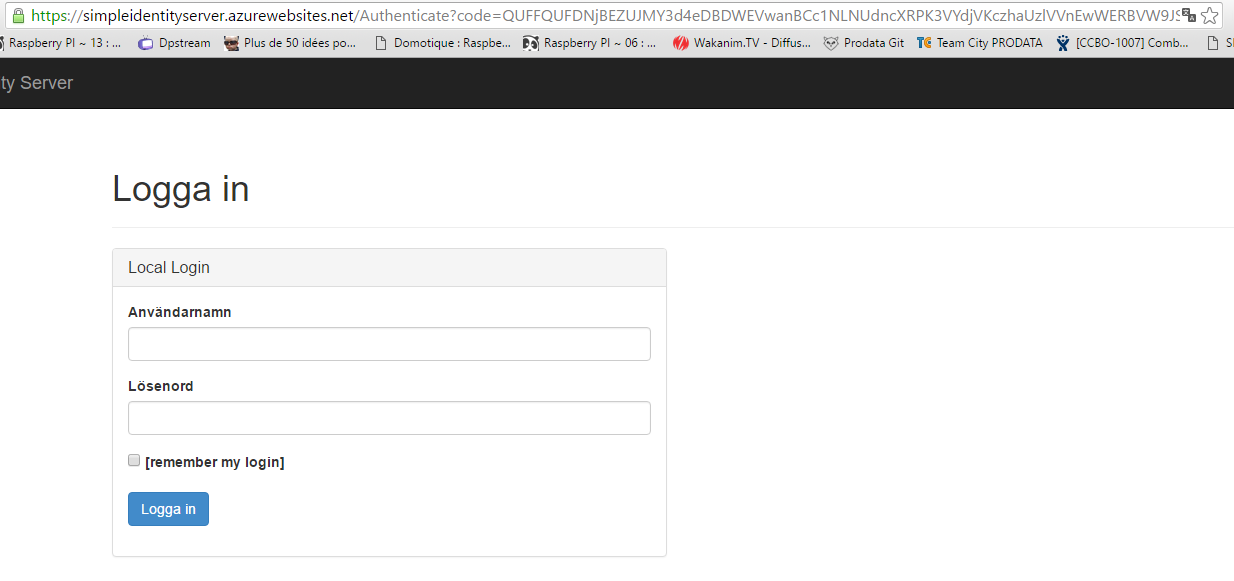 https://simpleidentityserver.azurewebsites.net/Authenticate?code=QUFFQUFDNjBEZUJMY3d4eDBDWEVwanBCc1NLNUdncXRPK3VYdjVKczhaUzlVVnEwWERBVW9JS
Raspberry PI ~ 13 : ... Dpstream Plus de 50 idées po... Domotique : Raspbe... Raspberry PI ~ 06 : ... Wakanim.TV - Diffus... Prodata Git Team City PRODATA [CCBO-1007] Comb...
ty Server
Logga in
Local Login
Användarnamn
Lösenord
[remember my login]
Logga in